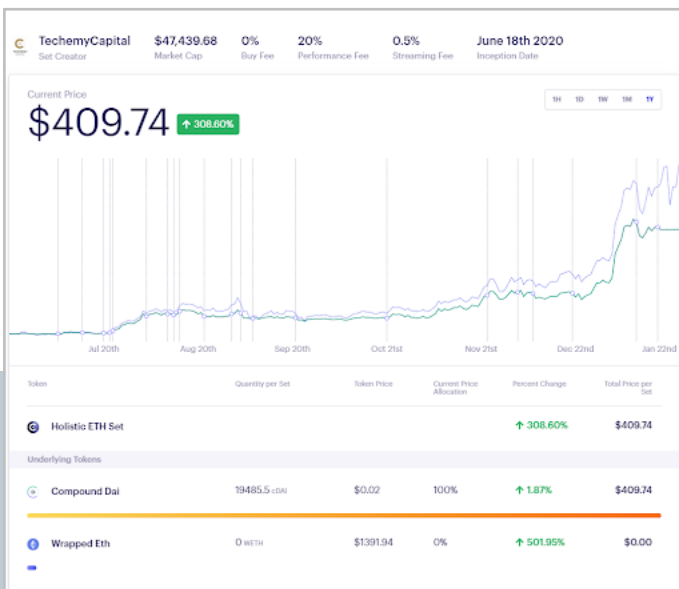 TechemyCapital $47,439.68 0% 20% 0.5% June 18th 2020
Set Creator Market Cap Buy Fee Performance Fee Streaming Fee Inception Date
Current Price
1H 1D 1W 1M 1Y
$409.74 ↑ 308.60%
Jul 20th Aug 20th Sep 20th Oct 21st Nov 21st Dec 22nd Jan 22nd
Token Quantity per Set Token Price Current Price Allocation Percent Change Total Price per Set
Holistic ETH Set ↑ 308.60% $409.74
Underlying Tokens
Compound Dai 19485.5 cDAI $0.02 100% ↑ 1.87% $409.74
Wrapped Eth 0 WETH $1391.94 0% ↑ 501.95% $0.00